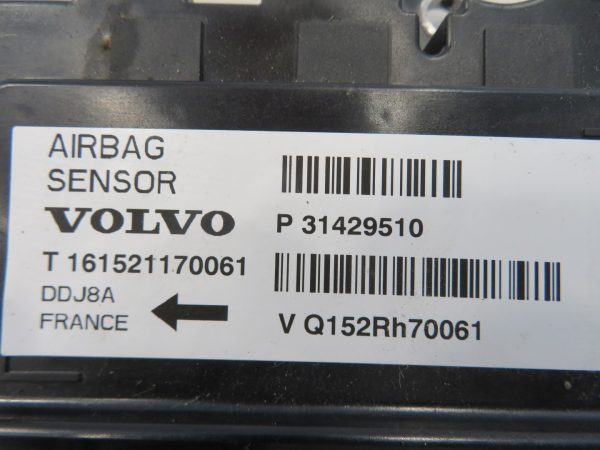 AIRBAG
SENSOR
VOLVO
P 31429510
T 161521170061
DDJ8A
FRANCE
V Q152Rh70061